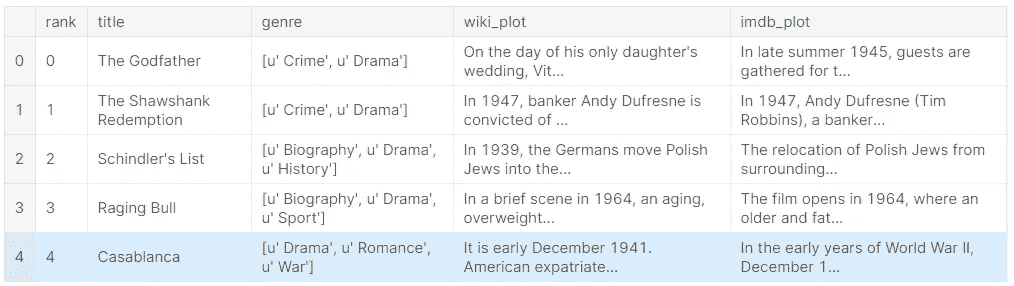 rank title genre wiki_plot imdb_plot
0 0 The Godfather [u' Crime', u' Drama'] On the day of his only daughter's In late summer 1945, guests are
wedding, Vit... gathered for t...
1 1 The Shawshank [u' Crime', u' Drama'] In 1947, banker Andy Dufresne is In 1947, Andy Dufresne (Tim
Redemption convicted of ... Robbins), a banker...
2 2 Schindler's List [u' Biography', u' Drama', In 1939, the Germans move Polish The relocation of Polish Jews from
u' History'] Jews into the... surrounding...
3 3 Raging Bull [u' Biography', u' Drama', In a brief scene in 1964, an aging, The film opens in 1964, where an
u' Sport'] overweight... older and fat...
4 4 Casablanca [u' Drama', u' Romance', It is early December 1941. In the early years of World War II,
u' War'] American expatriate... December 1...